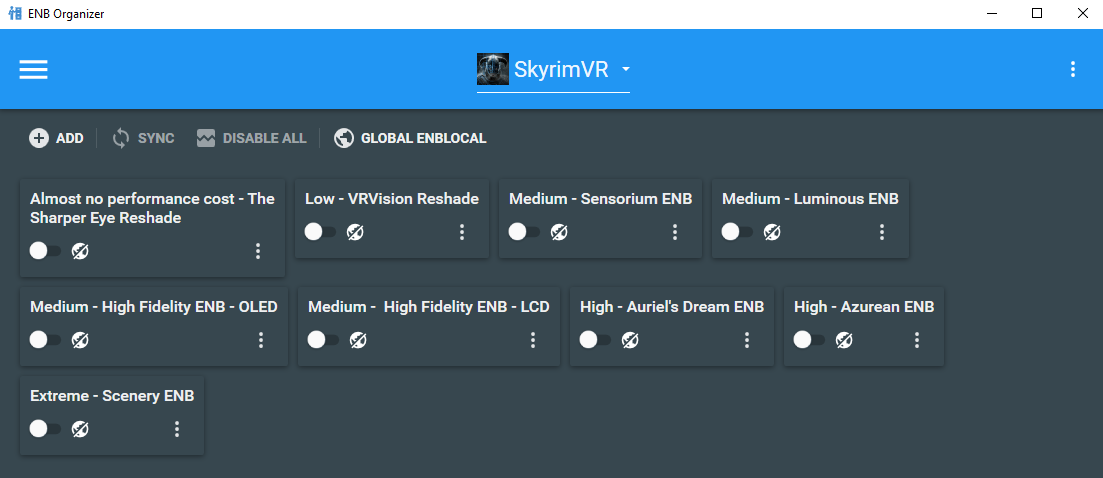 ENB Organizer
SkyrimVR
ADD
SYNC
DISABLE ALL
GLOBAL ENBLOCAL
Almost no performance cost - The
Sharper Eye Reshade
Low - VRVision Reshade
Medium - Sensorium ENB
Medium - Luminous ENB
Medium - High Fidelity ENB - OLED
Medium -  High Fidelity ENB - LCD
High - Auriel's Dream ENB
High - Azurean ENB
Extreme - Scenery ENB